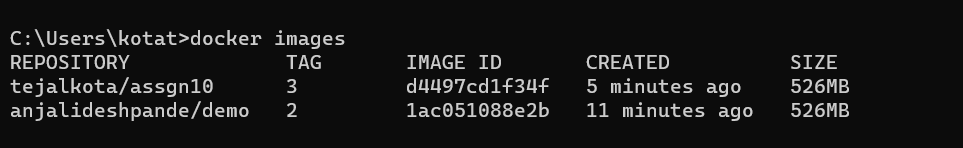 C:\Users\kotat>docker images
REPOSITORY TAG IMAGE ID CREATED SIZE
tejalkota/assgn10 3 d4497cd1f34f 5 minutes ago 526MB
anjalideshpande/demo 2 1ac051088e2b 11 minutes ago 526MB